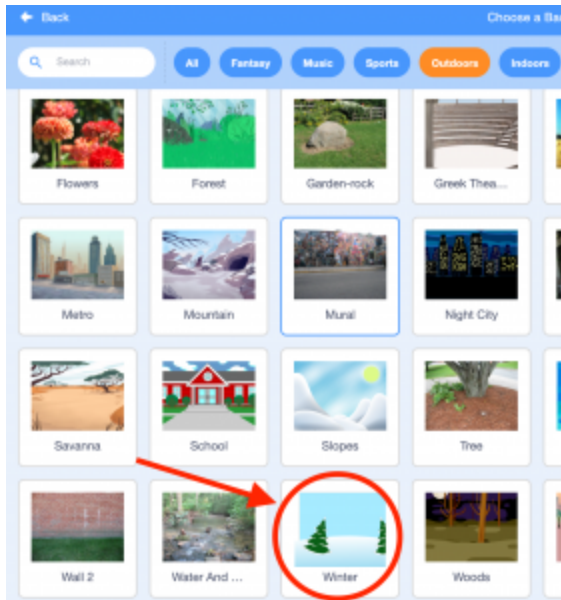 Back
Choose a Ba
Search
All
Fantasy
Music
Sports
Outdoors
Indoors
Flowers
Forest
Garden-rock
Greek Thea...
Metro
Mountain
Mural
Night City
Savanna
School
Slopes
Tree
Wall 2
Water And ...
Winter
Woods